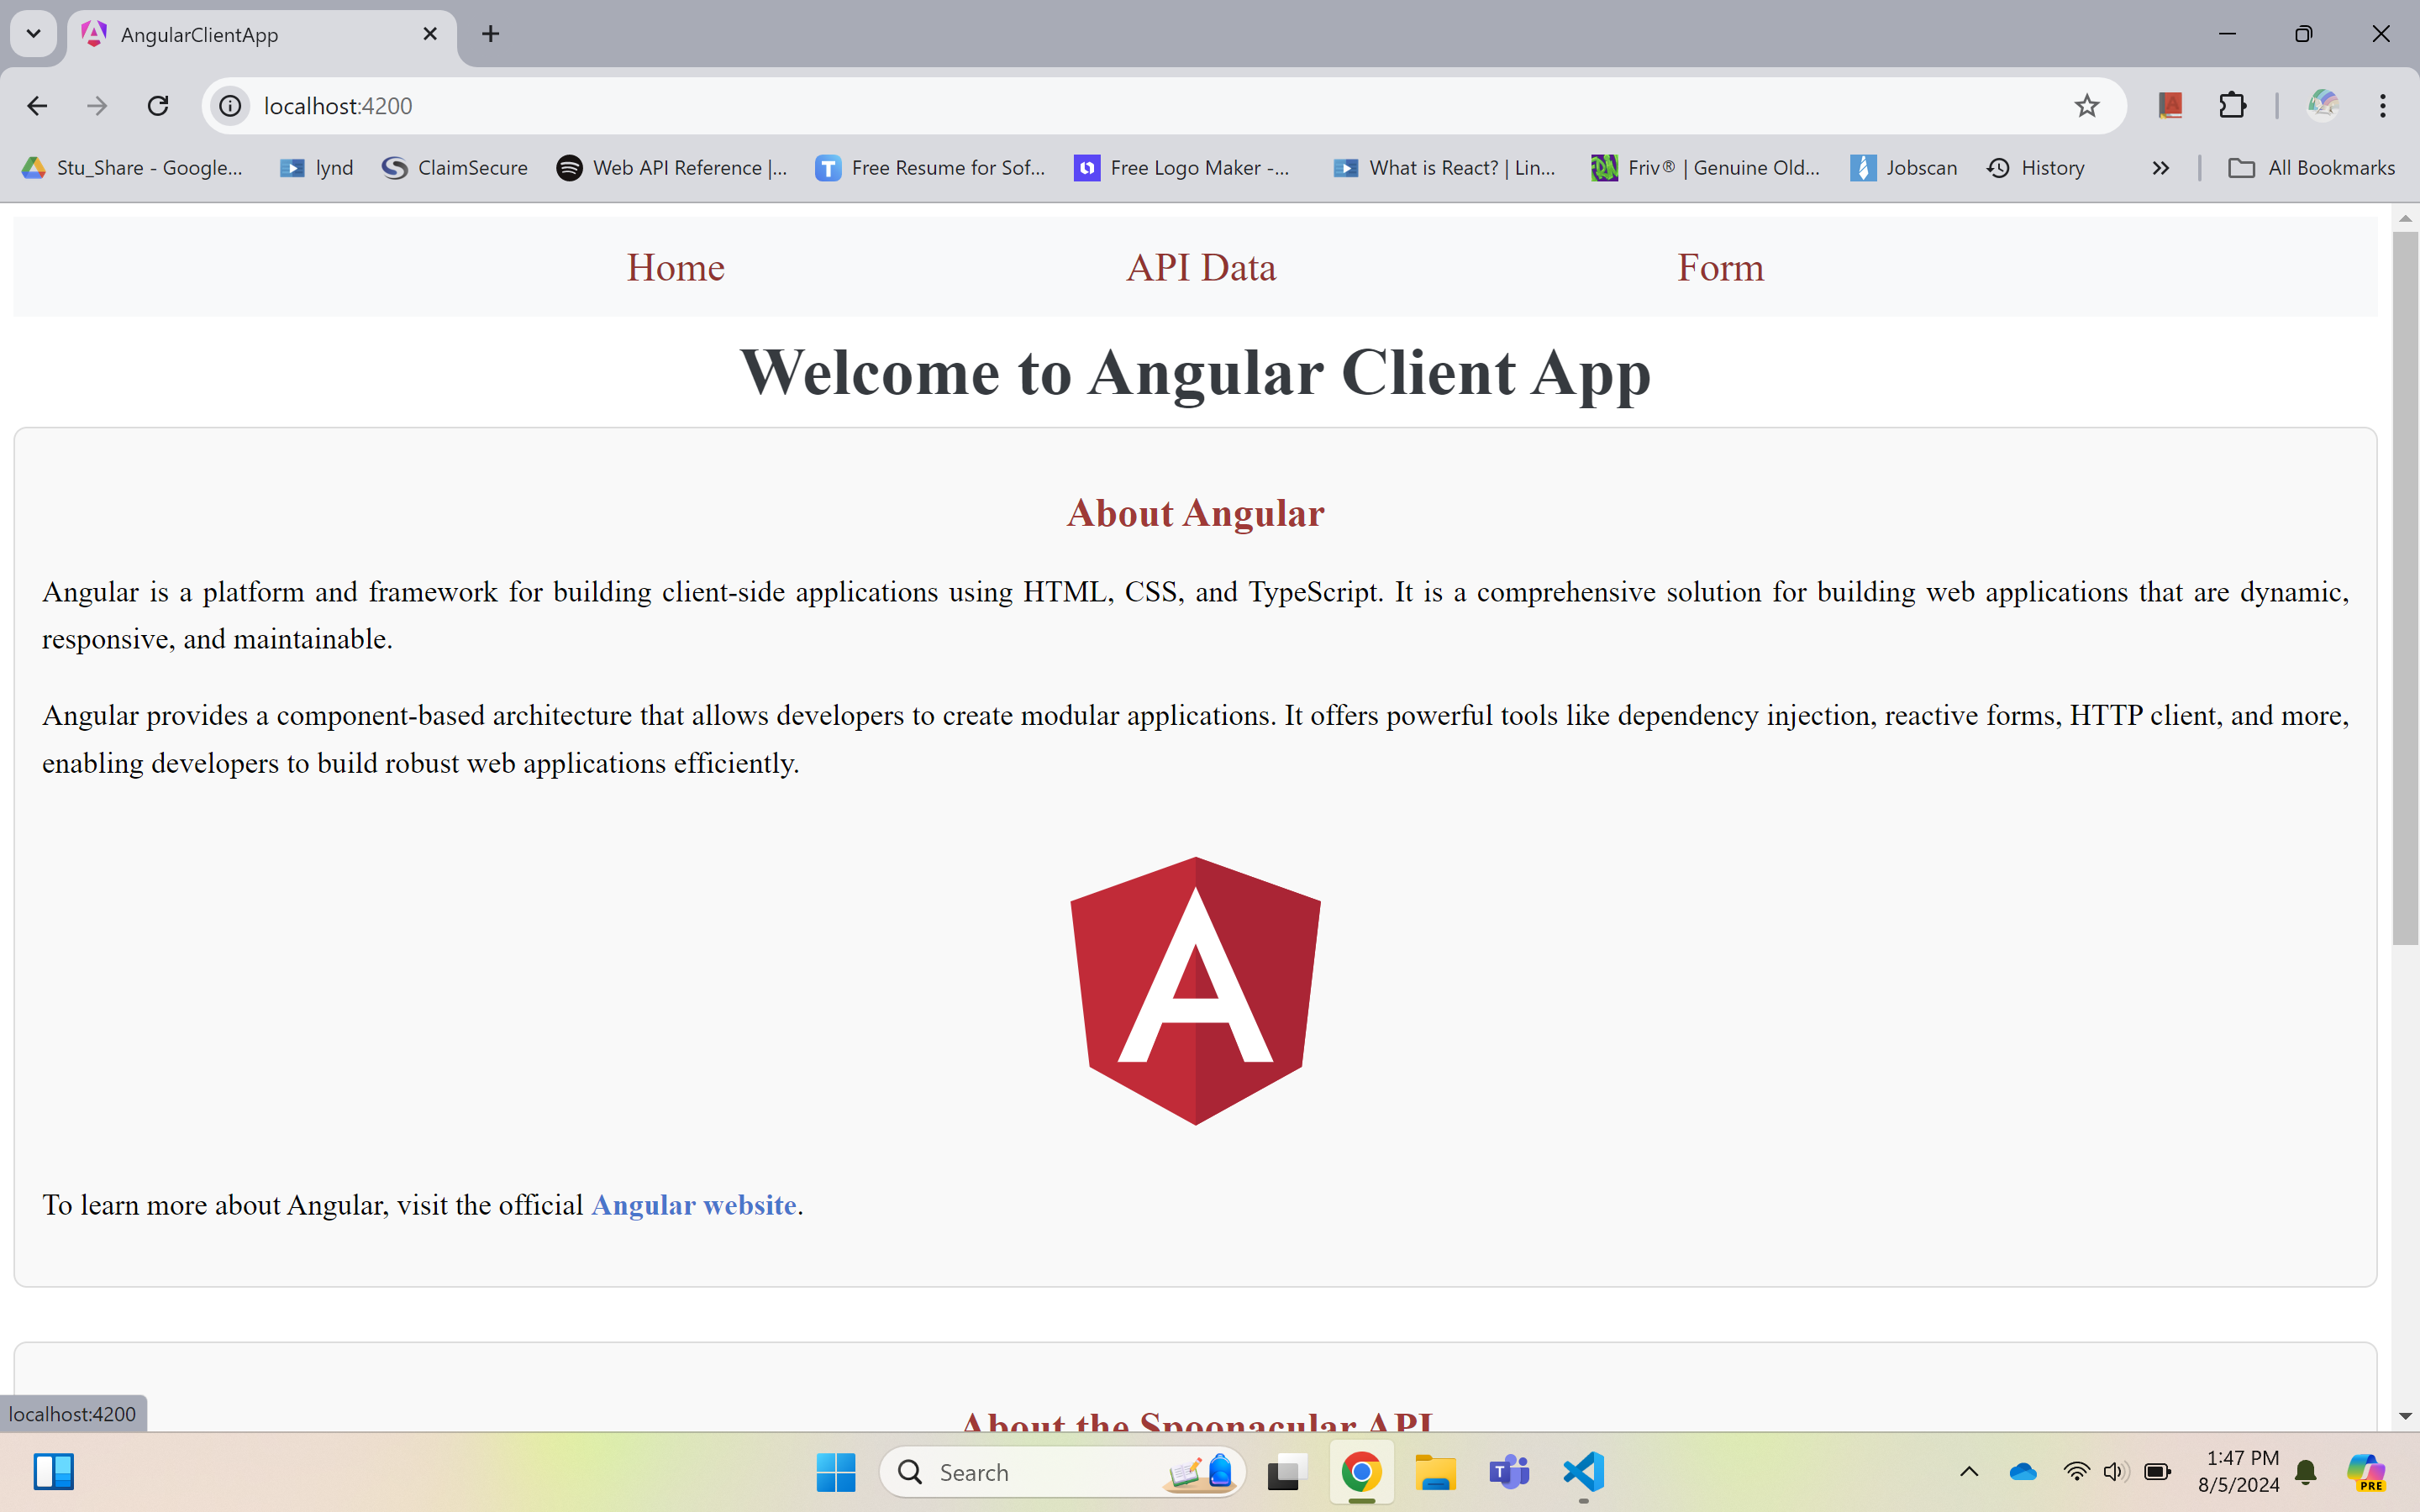 AngularClientApp
localhost:4200
Stu_Share - Google...
lynd
ClaimSecure
Web API Reference |...
Free Resume for Sof...
Free Logo Maker -...
What is React? | Lin...
Friv® | Genuine Old...
Jobscan
History
All Bookmarks
Home
API Data
Form
Welcome to Angular Client App
About Angular
Angular is a platform and framework for building client-side applications using HTML, CSS, and TypeScript. It is a comprehensive solution for building web applications that are dynamic,
responsive, and maintainable.
Angular provides a component-based architecture that allows developers to create modular applications. It offers powerful tools like dependency injection, reactive forms, HTTP client, and more,
enabling developers to build robust web applications efficiently.
A
To learn more about Angular, visit the official Angular website.
About the Spoonacular API
localhost:4200
Search
1:47 PM
8/5/2024
PRE